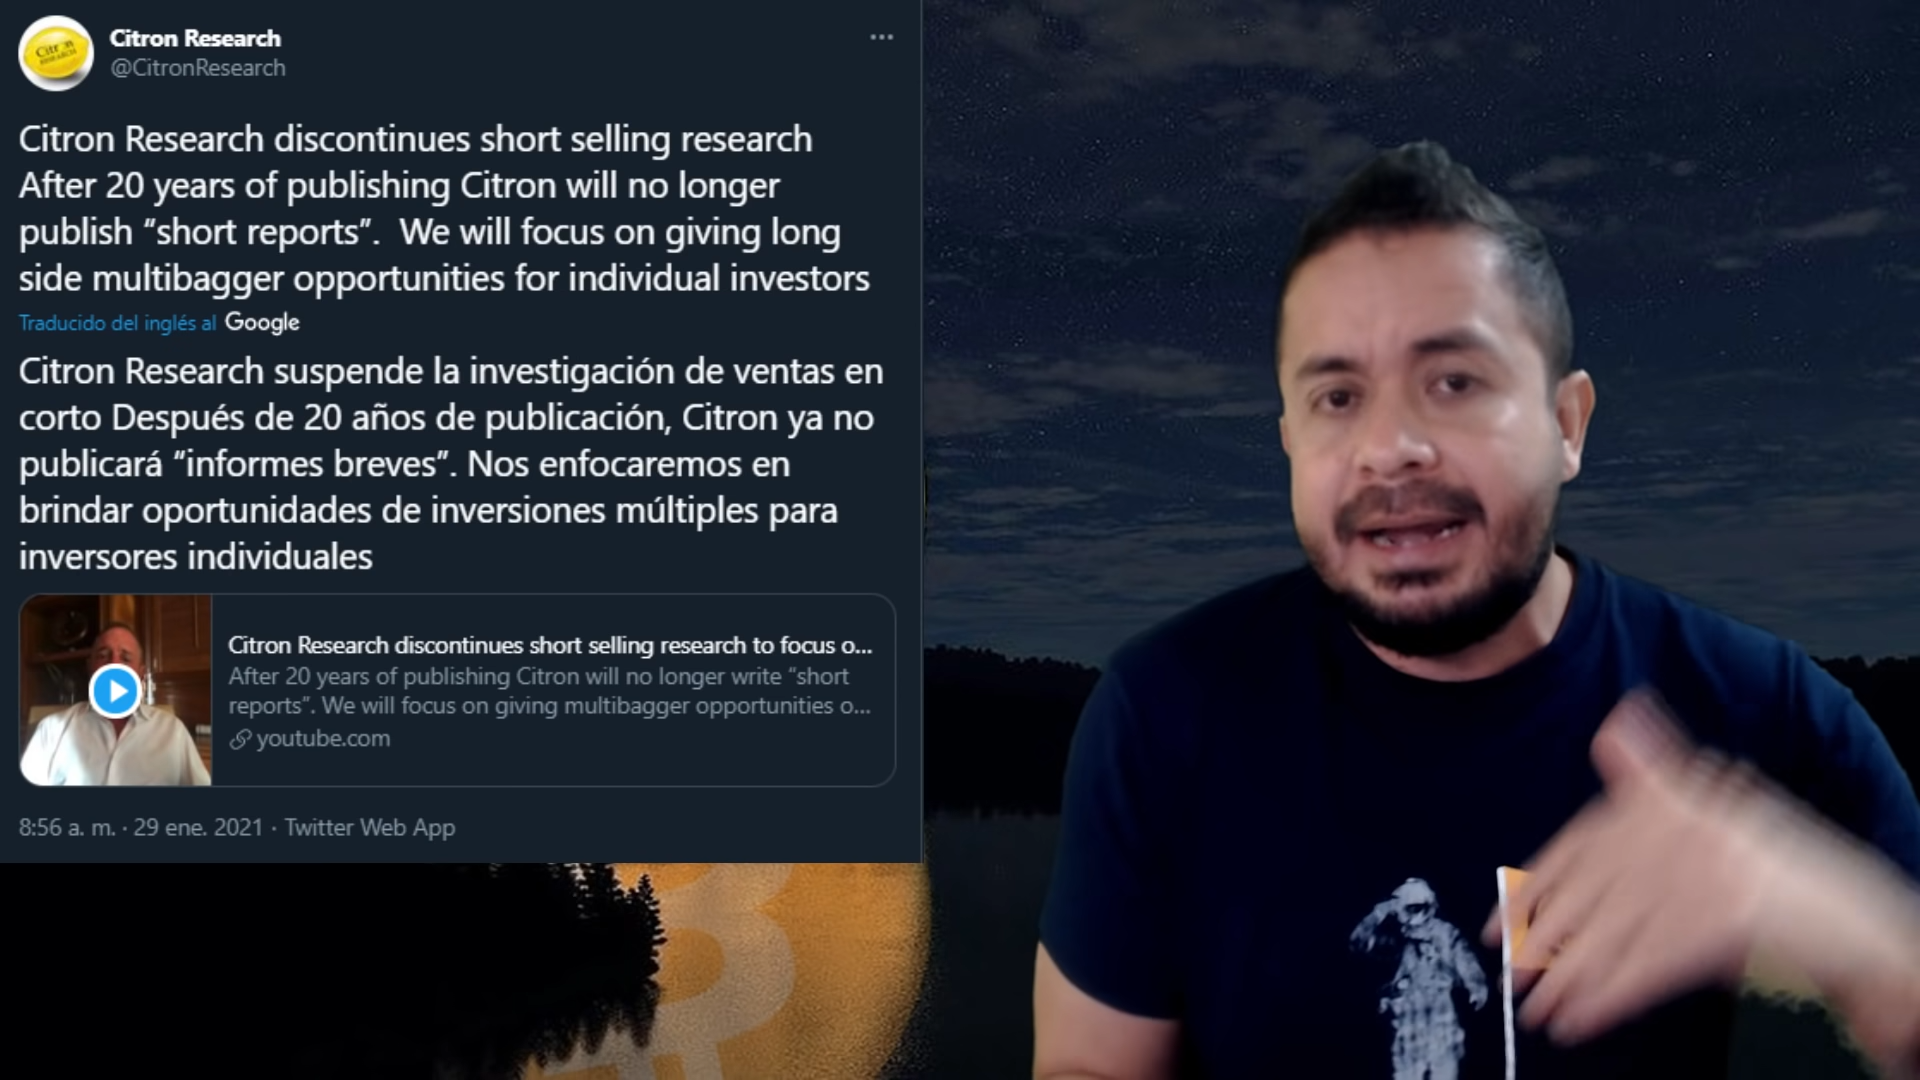 Citron Research
@CitronResearch
Citron Research discontinues short selling research
After 20 years of publishing Citron will no longer
publish “short reports”.  We will focus on giving long
side multibagger opportunities for individual investors
Traducido del inglés al Google
Citron Research suspende la investigación de ventas en
corto Después de 20 años de publicación, Citron ya no
publicará “informes breves”. Nos enfocaremos en
brindar oportunidades de inversiones múltiples para
inversores individuales
Citron Research discontinues short selling research to focus o...
After 20 years of publishing Citron will no longer write “short
reports”. We will focus on giving multibagger opportunities o...
youtube.com
8:56 a. m. · 29 ene. 2021 · Twitter Web App